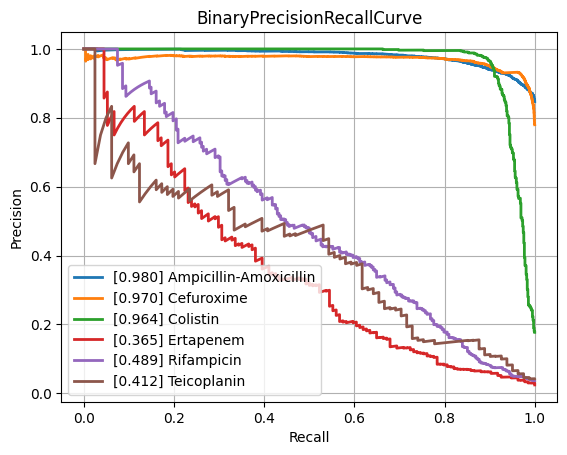 BinaryPrecisionRecallCurve
1.0
0.8
0.6
0.4
0.2
0.0
Precision
[0.980] Ampicillin-Amoxicillin
[0.970] Cefuroxime
[0.964] Colistin
[0.365] Ertapenem
[0.489] Rifampicin
[0.412] Teicoplanin
0.0 0.2 0.4 0.6 0.8 1.0
Recall